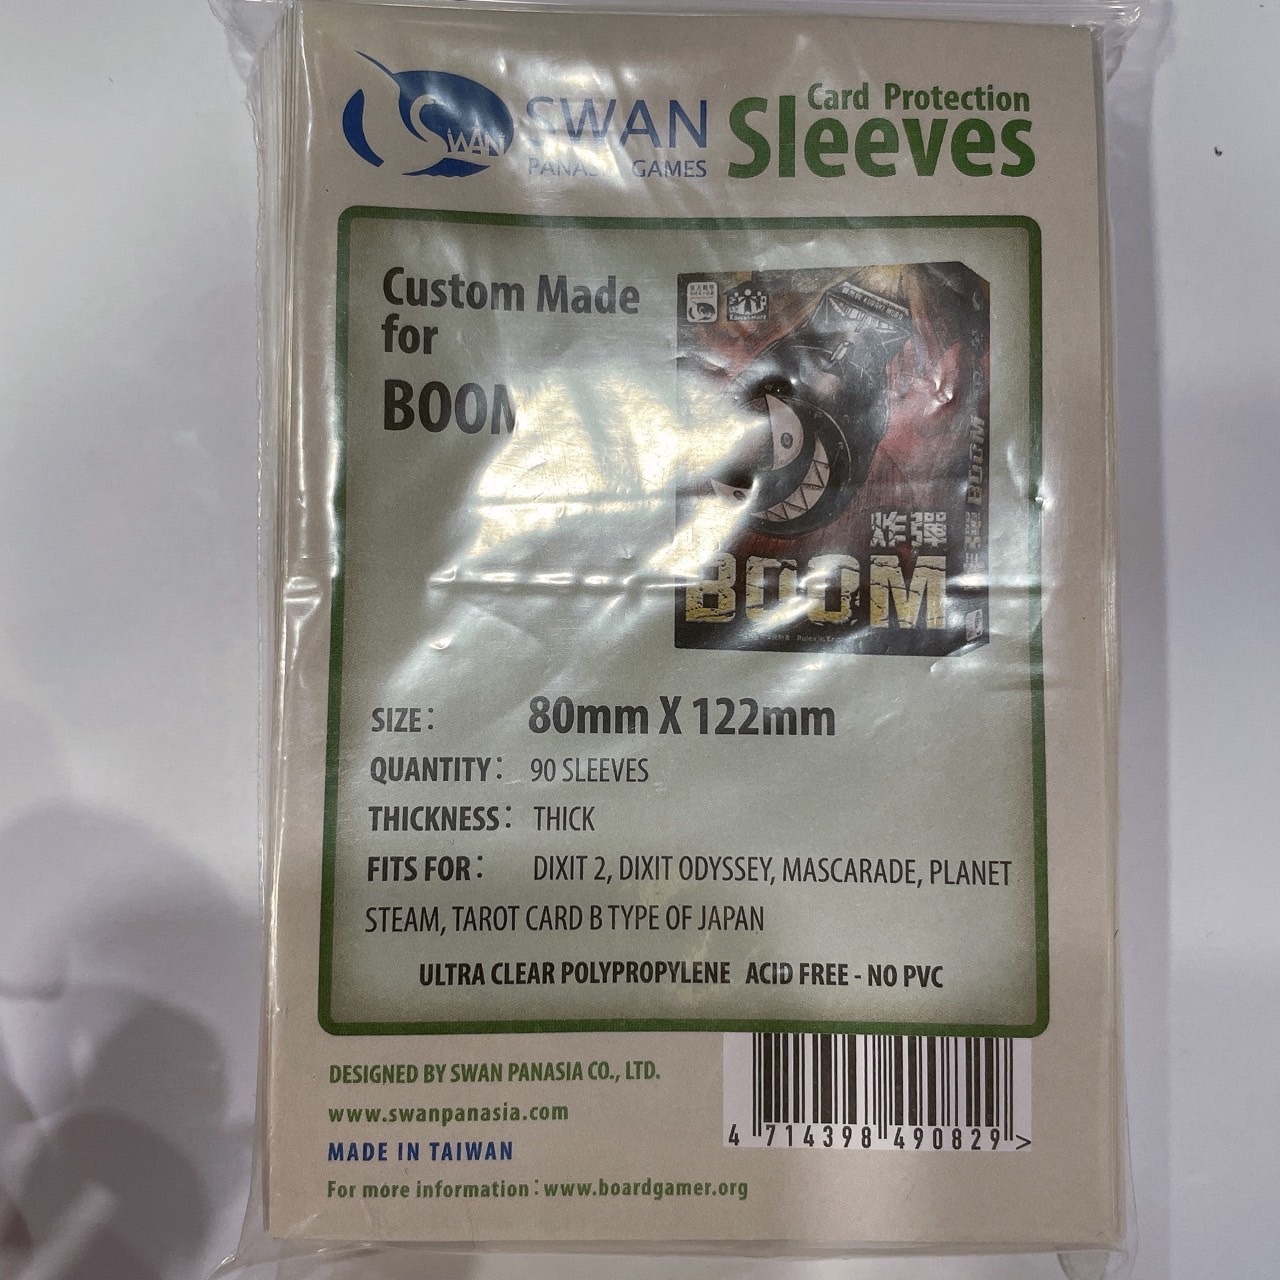 SWAN
SWAN
GAMES
Card Protection
Sleeves
Custom Made
for
BOOM
炸彈
BOOM
BOOM
SIZE： 80mm X 122mm
QUANTITY： 90 SLEEVES
THICKNESS： THICK
FITS FOR： DIXIT 2, DIXIT ODYSSEY, MASCARADE, PLANET
STEAM, TAROT CARD B TYPE OF JAPAN
ULTRA CLEAR POLYPROPYLENE ACID FREE - NO PVC
DESIGNED BY SWAN PANASIA CO., LTD.
www.swanpanasia.com
MADE IN TAIWAN
For more information：www.boardgamer.org
4 714398 490829 >